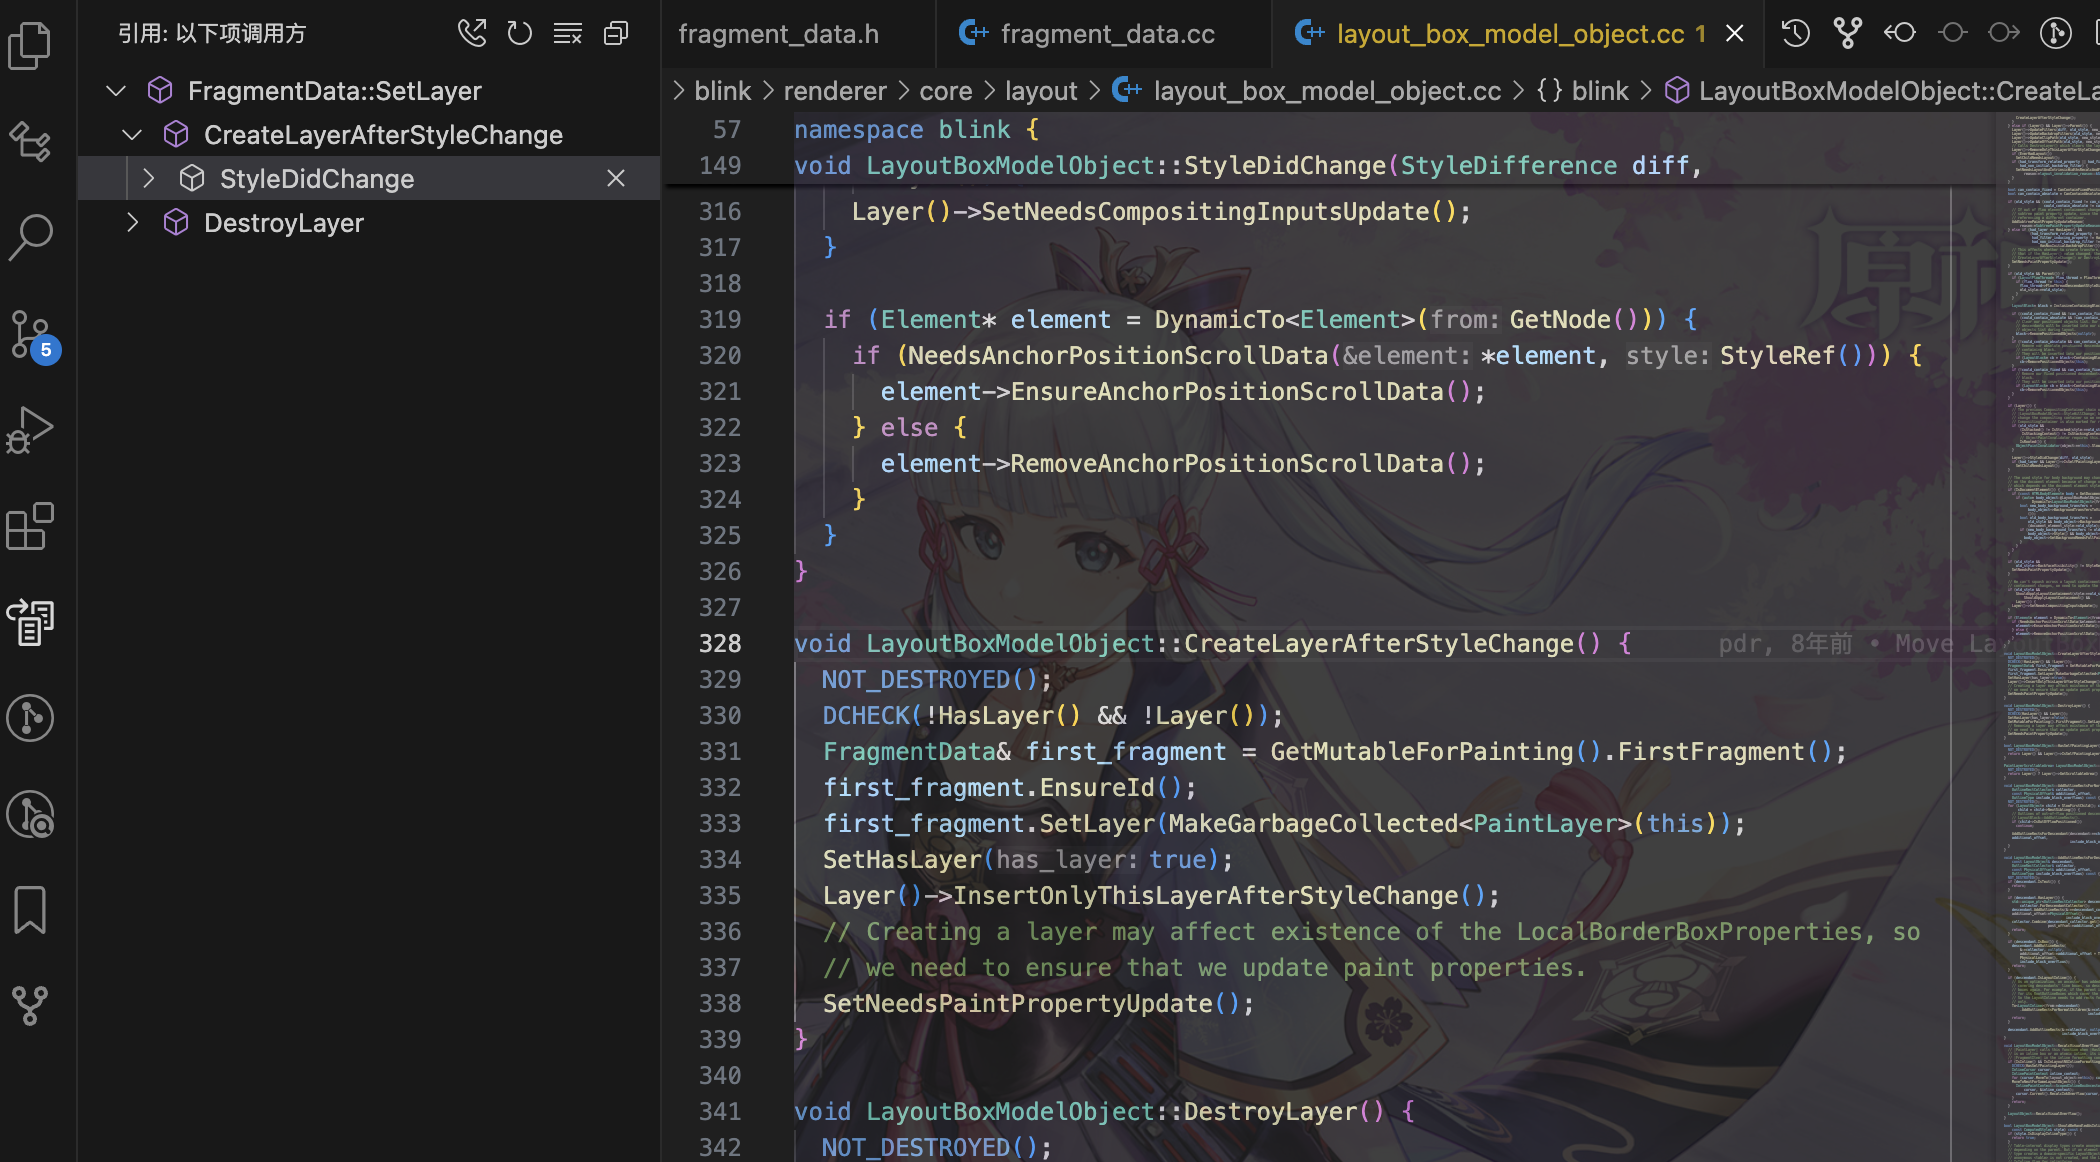 引用: 以下项调用方
FragmentData::SetLayer
CreateLayerAfterStyleChange
StyleDidChange
DestroyLayer
5
fragment_data.h
fragment_data.cc
layout_box_model_object.cc 1
blink > renderer > core > layout > layout_box_model_object.cc > {} blink > LayoutBoxModelObject::CreateLa
57 namespace blink {
149 void LayoutBoxModelObject::StyleDidChange(StyleDifference diff,
316 Layer()->SetNeedsCompositingInputsUpdate();
317 }
318
319 if (Element* element = DynamicTo<Element>(from: GetNode())) {
320 if (NeedsAnchorPositionScrollData(&element: *element, style: StyleRef())) {
321 element->EnsureAnchorPositionScrollData();
322 } else {
323 element->RemoveAnchorPositionScrollData();
324 }
325 }
326 }
327
328 void LayoutBoxModelObject::CreateLayerAfterStyleChange() { pdr, 8年前 • Move La
329 NOT_DESTROYED();
330 DCHECK(!HasLayer() && !Layer());
331 FragmentData& first_fragment = GetMutableForPainting().FirstFragment();
332 first_fragment.EnsureId();
333 first_fragment.SetLayer(MakeGarbageCollected<PaintLayer>(this));
334 SetHasLayer(has_layer: true);
335 Layer()->InsertOnlyThisLayerAfterStyleChange();
336 // Creating a layer may affect existence of the LocalBorderBoxProperties, so
337 // we need to ensure that we update paint properties.
338 SetNeedsPaintPropertyUpdate();
339 }
340
341 void LayoutBoxModelObject::DestroyLayer() {
342 NOT_DESTROYED();